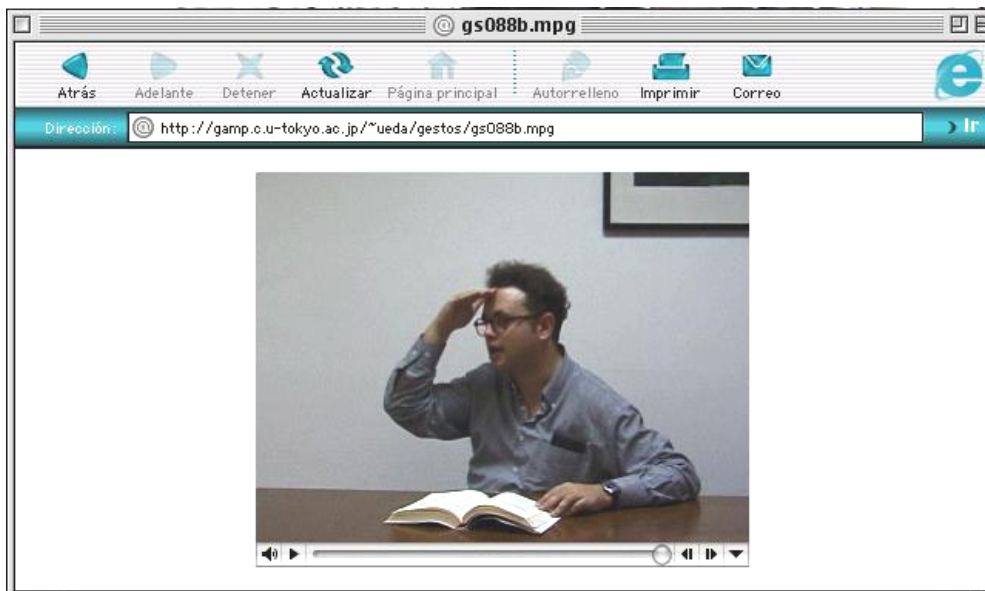 @ gs088b.mpg
Atrás Adelante Detener Actualizar Página principal Autorrelleno Imprimir Correo
Dirección: @ http://gamp.c.u-tokyo.ac.jp/~ueda/gestos/gs088b.mpg Ir